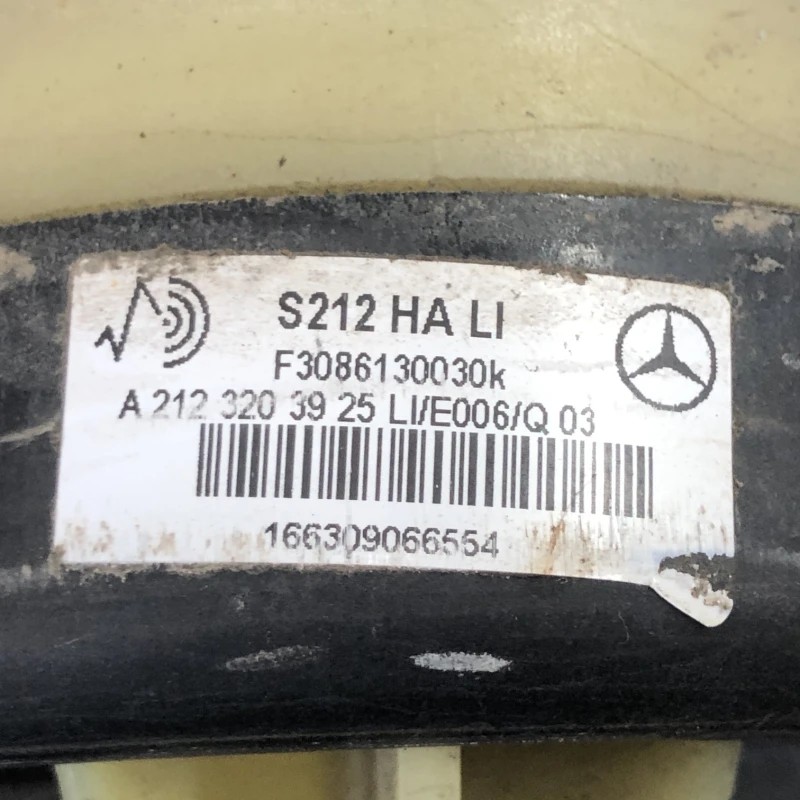 S212 HA LI
F3086130030k
A 212 320 39 25 LI/E006/Q 03
166309066554